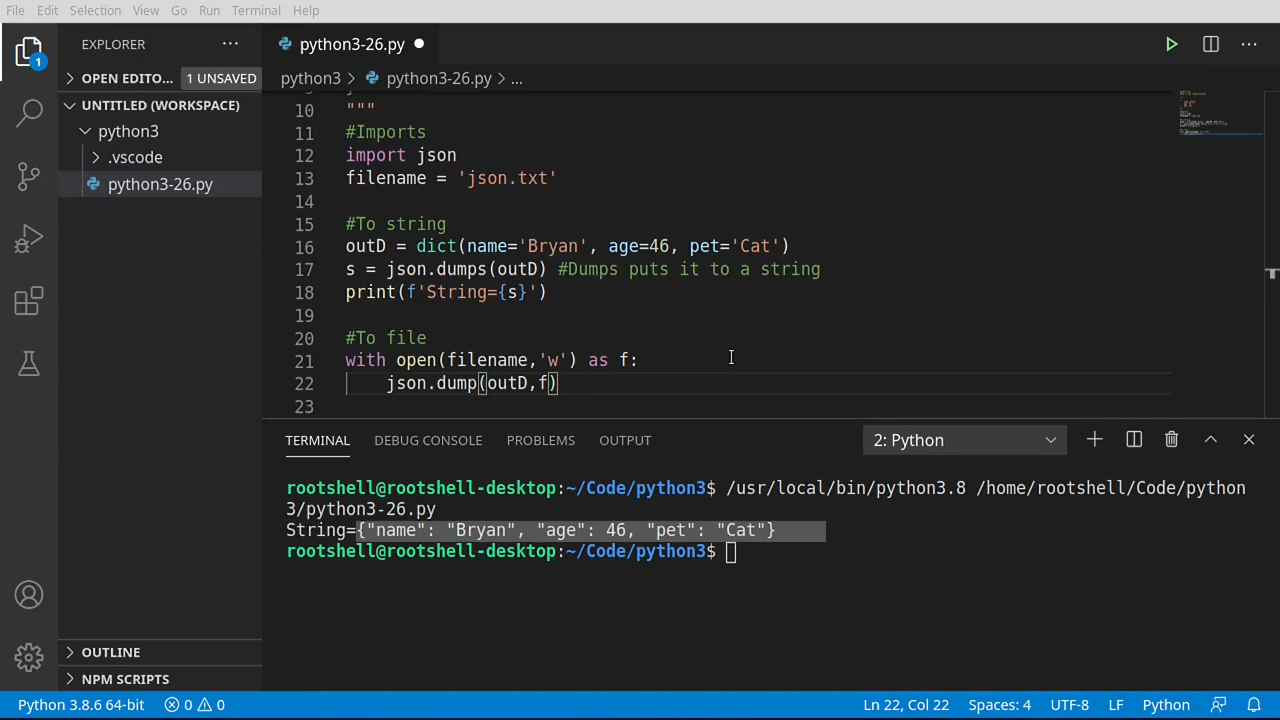 File Edit Selection View Go Run Terminal Help
EXPLORER ···
python3-26.py
1
OPEN EDITO... 1 UNSAVED
python3 > python3-26.py > ...
UNTITLED (WORKSPACE)
python3
.vscode
python3-26.py
10 """
11 #Imports
12 import json
13 filename = 'json.txt'
14
15 #To string
16 outD = dict(name='Bryan', age=46, pet='Cat')
17 s = json.dumps(outD) #Dumps puts it to a string
18 print(f'String={s}')
19
20 #To file
21 with open(filename,'w') as f:
22 json.dump(outD,f)
23
TERMINAL DEBUG CONSOLE PROBLEMS OUTPUT 2: Python
rootshell@rootshell-desktop:~/Code/python3$ /usr/local/bin/python3.8 /home/rootshell/Code/python
3/python3-26.py
String={"name": "Bryan", "age": 46, "pet": "Cat"}
rootshell@rootshell-desktop:~/Code/python3$
OUTLINE
NPM SCRIPTS
Python 3.8.6 64-bit 0 0 Ln 22, Col 22 Spaces: 4 UTF-8 LF Python